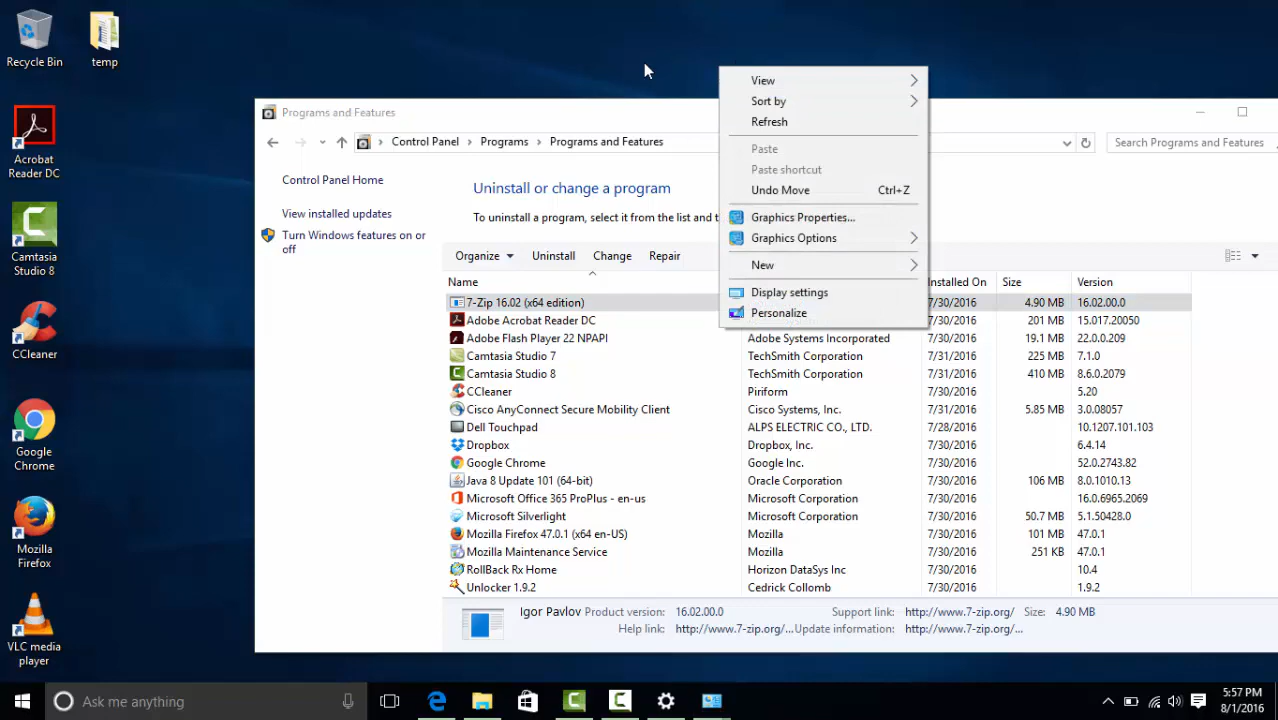 Recycle Bin
temp
Acrobat
Reader DC
Camtasia
Studio 8
CCleaner
Google
Chrome
Mozilla
Firefox
VLC media
player
Programs and Features
Control Panel Programs Programs and Features
Search Programs and Features
Control Panel Home
View installed updates
Turn Windows features on or
off
Uninstall or change a program
To uninstall a program, select it from the list and t
Organize Uninstall Change Repair
Name Installed On Size Version
7-Zip 16.02 (x64 edition) 7/30/2016 4.90 MB 16.02.00.0
Adobe Acrobat Reader DC 7/30/2016 201 MB 15.017.20050
Adobe Flash Player 22 NPAPI Adobe Systems Incorporated 7/30/2016 19.1 MB 22.0.0.209
Camtasia Studio 7 TechSmith Corporation 7/31/2016 225 MB 7.1.0
Camtasia Studio 8 TechSmith Corporation 7/31/2016 410 MB 8.6.0.2079
CCleaner Piriform 7/30/2016 5.20
Cisco AnyConnect Secure Mobility Client Cisco Systems, Inc. 7/31/2016 5.85 MB 3.0.08057
Dell Touchpad ALPS ELECTRIC CO., LTD. 7/28/2016 10.1207.101.103
Dropbox Dropbox, Inc. 7/30/2016 6.4.14
Google Chrome Google Inc. 7/30/2016 52.0.2743.82
Java 8 Update 101 (64-bit) Oracle Corporation 7/30/2016 106 MB 8.0.1010.13
Microsoft Office 365 ProPlus - en-us Microsoft Corporation 7/30/2016 16.0.6965.2069
Microsoft Silverlight Microsoft Corporation 7/30/2016 50.7 MB 5.1.50428.0
Mozilla Firefox 47.0.1 (x64 en-US) Mozilla 7/30/2016 101 MB 47.0.1
Mozilla Maintenance Service Mozilla 7/30/2016 251 KB 47.0.1
RollBack Rx Home Horizon DataSys Inc 7/30/2016 10.4
Unlocker 1.9.2 Cedrick Collomb 7/30/2016 1.9.2
Igor Pavlov Product version: 16.02.00.0 Support link: http://www.7-zip.org/ Size: 4.90 MB
Help link: http://www.7-zip.org/... Update information: http://www.7-zip.org/...
View
Sort by
Refresh
Paste
Paste shortcut
Undo Move Ctrl+Z
Graphics Properties...
Graphics Options
New
Display settings
Personalize
Ask me anything
5:57 PM
8/1/2016